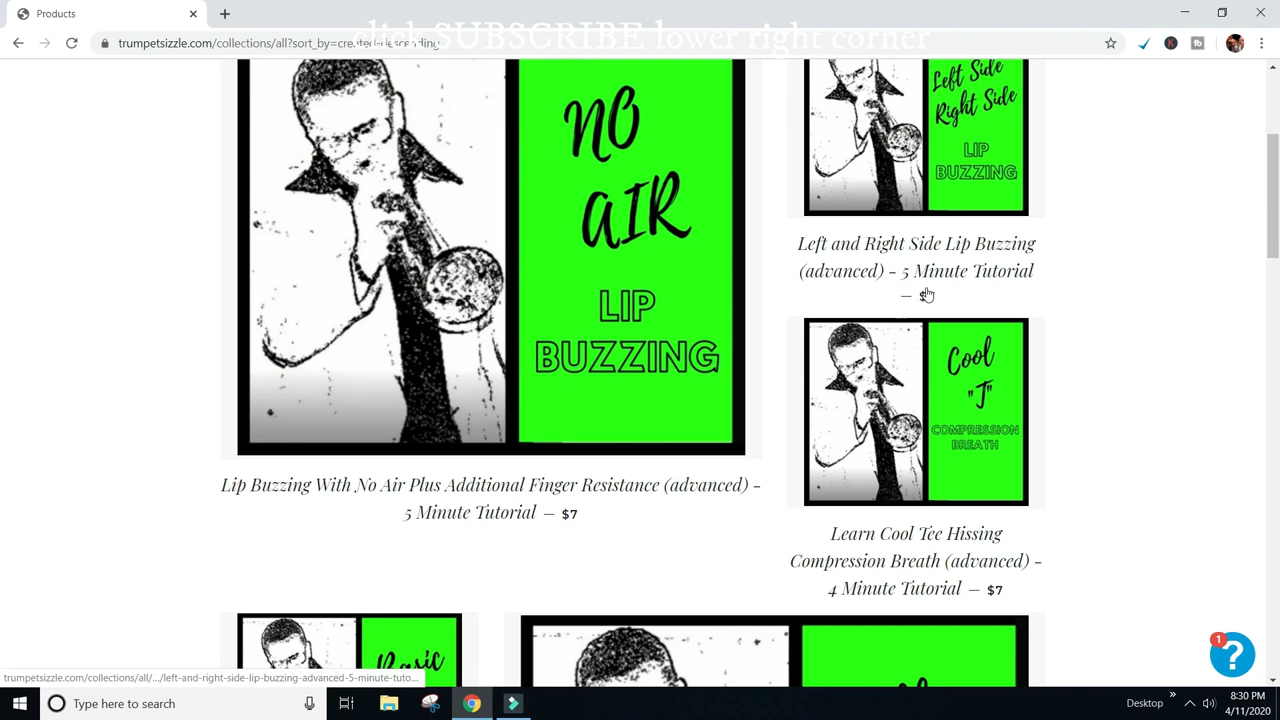 Products
click SUBSCRIBE lower right corner
trumpetsizzle.com/collections/all?sort_by=created-descending
NO
AIR
LIP
BUZZING
Lip Buzzing With No Air Plus Additional Finger Resistance (advanced) -
5 Minute Tutorial — $7
Left Side
Right Side
LIP
BUZZING
Left and Right Side Lip Buzzing
(advanced) - 5 Minute Tutorial
— $
Cool
"T"
COMPRESSION
BREATH
Learn Cool Tee Hissing
Compression Breath (advanced) -
4 Minute Tutorial — $7
Basic
1
?
trumpetsizzle.com/collections/all/.../left-and-right-side-lip-buzzing-advanced-5-minute-tuto...
Type here to search
Desktop
8:30 PM
4/11/2020